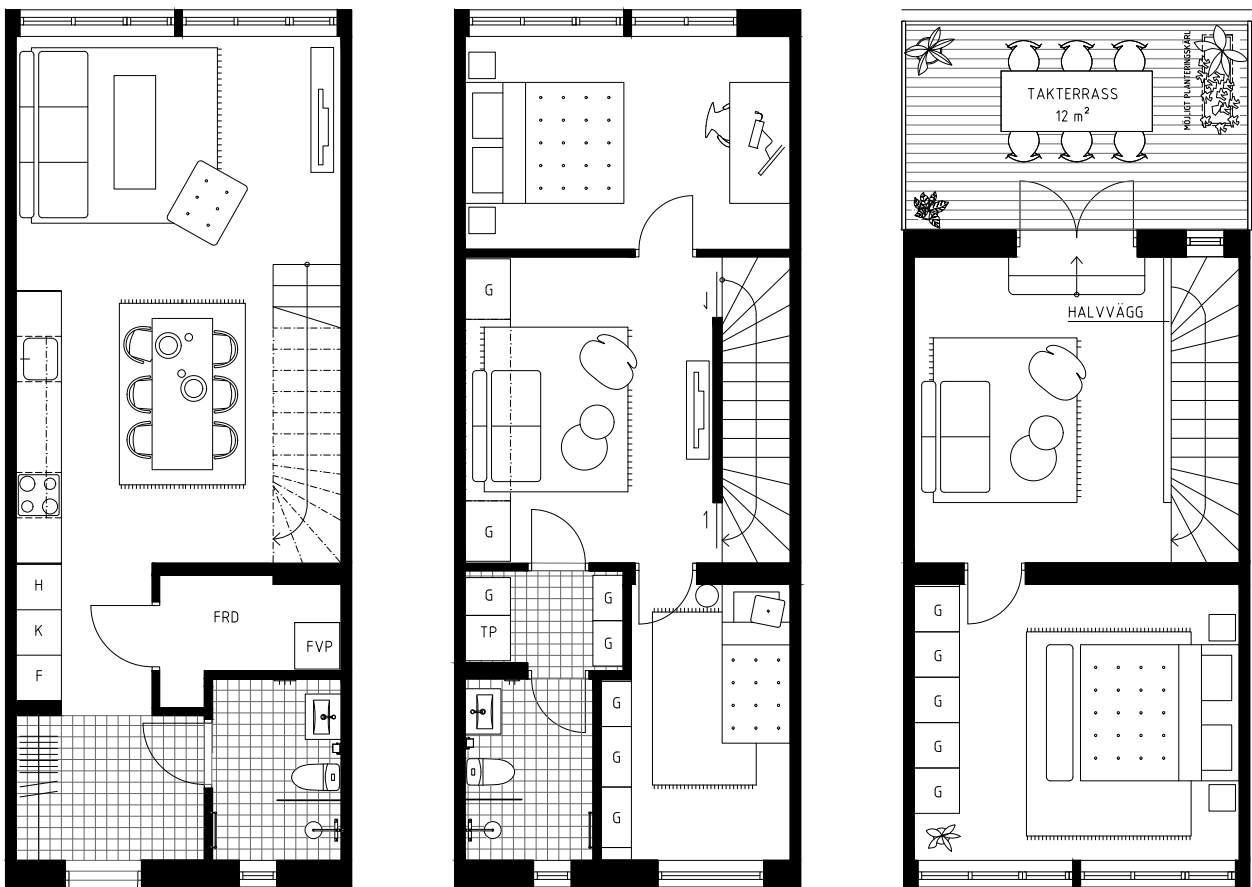 H
K
F
FRD
FVP
G
G
G
TP
G
G
G
G
G
TAKTERRASS
12 m²
MÖJLIGT PLANTERINGSKÄRL
HALVVÄGG
G
G
G
G
G